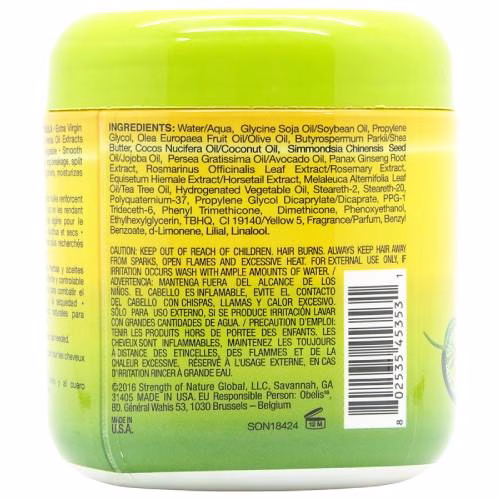 INGREDIENTS: Water/Aqua, Glycine Soja Oil/Soybean Oil, Propylene
Glycol, Olea Europaea Fruit Oil/Olive Oil, Butyrospermum Parkii/Shea
Butter, Cocos Nucifera Oil/Coconut Oil, Simmondsia Chinensis Seed
Oil/Jojoba Oil, Persea Gratissima Oil/Avocado Oil, Panax Ginseng Root
Extract, Rosmarinus Officinalis Leaf Extract/Rosemary Extract,
Equisetum Hiemale Extract/Horsetail Extract, Melaleuca Alternifolia Leaf
Oil/Tea Tree Oil, Hydrogenated Vegetable Oil, Steareth-2, Steareth-20,
Polyquaternium-37, Propylene Glycol Dicaprylate/Dicaprate, PPG-1
Trideceth-6, Phenyl Trimethicone, Dimethicone, Phenoxyethanol,
Ethylhexylglycerin, TBHQ, CI 19140/Yellow 5, Fragrance/Parfum, Benzyl
Benzoate, d-Limonene, Lilial, Linalool.
CAUTION: KEEP OUT OF REACH OF CHILDREN. HAIR BURNS. ALWAYS KEEP HAIR AWAY
FROM SPARKS, OPEN FLAMES AND EXCESSIVE HEAT. FOR EXTERNAL USE ONLY, IF
IRRITATION OCCURS WASH WITH AMPLE AMOUNTS OF WATER. /
ADVERTENCIA: MANTENGA FUERA DEL ALCANCE DE LOS
NIÑOS. EL CABELLO ES INFLAMABLE, EVITE EL CONTACTO
DEL CABELLO CON CHISPAS, LLAMAS Y CALOR EXCESIVO.
SÓLO PARA USO EXTERNO, SI SE PRODUCE IRRITACIÓN LAVAR
CON GRANDES CANTIDADES DE AGUA / PRECAUTION D'EMPLOI:
TENIR LES PRODUITS HORS DE PORTÉE DES ENFANTS. LES
CHEVEUX SONT INFLAMMABLES, MAINTENEZ LES TOUJOURS
À DISTANCE DES ETINCELLES, DES FLAMMES ET DE LA
CHALEUR EXCESSIVE. RÉSERVÉ À L'USAGE EXTERNE, EN CAS
D'IRRITATION RINCER À GRANDE EAU.
©2016 Strength of Nature Global, LLC, Savannah, GA
31405 MADE IN USA. EU Responsible Person: Obelis
BD. Général Wahis 53, 1030 Brussels – Belgium
MADE IN
U.S.A.
SON18424
12 M
8 02535 45353 1